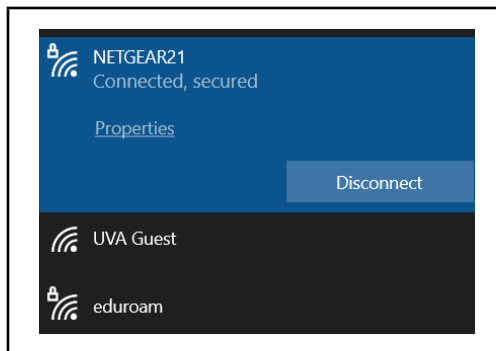 NETGEAR21
Connected, secured
Properties
Disconnect
UVA Guest
eduroam